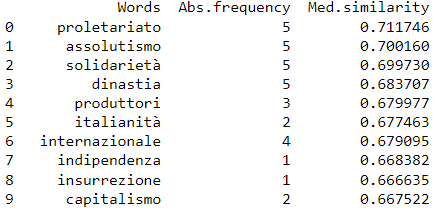 Words Abs.frequency Med.similarity
0 proletariato 5 0.711746
1 assolutismo 5 0.700160
2 solidarietà 5 0.699730
3 dinastia 5 0.683707
4 produttori 3 0.679977
5 italianità 2 0.677463
6 internazionale 4 0.679095
7 indipendenza 1 0.668382
8 insurrezione 1 0.666635
9 capitalismo 2 0.667522